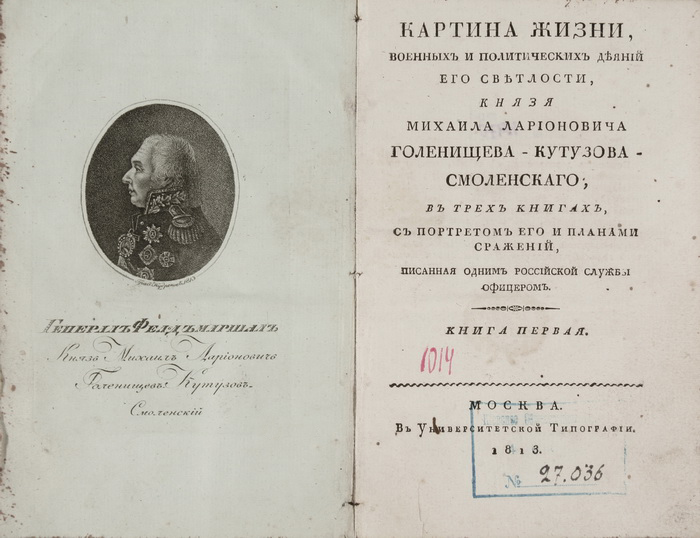 Генералъ Фелдъмаршалъ
Князь Михаилъ Ларіоновичь
Голенищевъ Кутузовъ
Смоленскій
КАРТИНА ЖИЗНИ,
ВОЕННЫХЪ И ПОЛИТИЧЕСКИХЪ ДѢЯНІЙ
ЕГО СВѢТЛОСТИ,
КНЯЗЯ
МИХАИЛА ЛАРІОНОВИЧА
ГОЛЕНИЩЕВА - КУТУЗОВА -
СМОЛЕНСКАГО;
ВЪ ТРЕХЪ КНИГАХЪ,
СЪ ПОРТРЕТОМЪ ЕГО И ПЛАНАМИ
СРАЖЕНІЙ,
ПИСАННАЯ ОДНИМЪ РОССІЙСКОЙ СЛУЖБЫ
ОФИЦЕРОМЪ.
КНИГА ПЕРВАЯ.
1014
МОСКВА.
Въ Университетской Типографіи.
1813.
№ 27.036